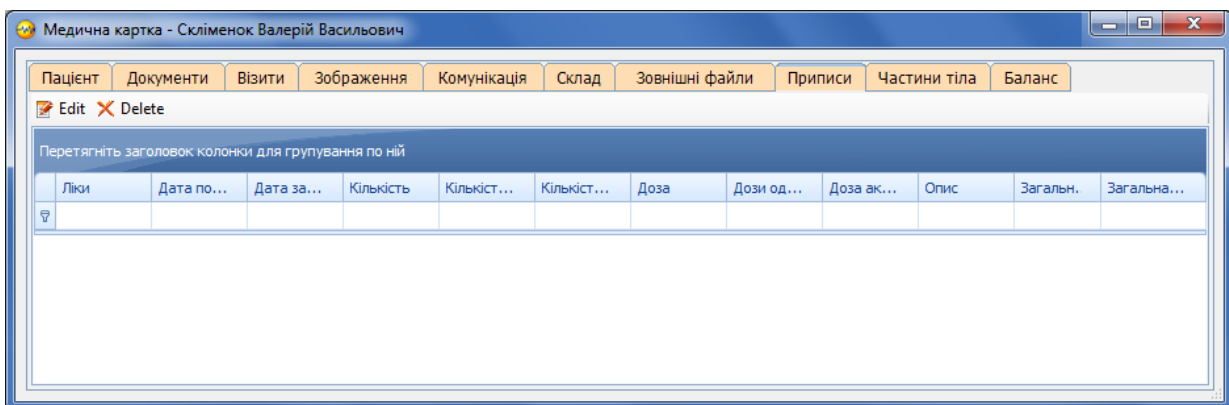 Медична картка - Скліменок Валерій Васильович
Пацієнт Документи Візити Зображення Комунікація Склад Зовнішні файли Приписи Частини тіла Баланс
Edit Delete
Перетягніть заголовок колонки для групування по ній
Ліки Дата по... Дата за... Кількість Кількіст... Кількіст... Доза Дози од... Доза ак... Опис Загальн.. Загальна...